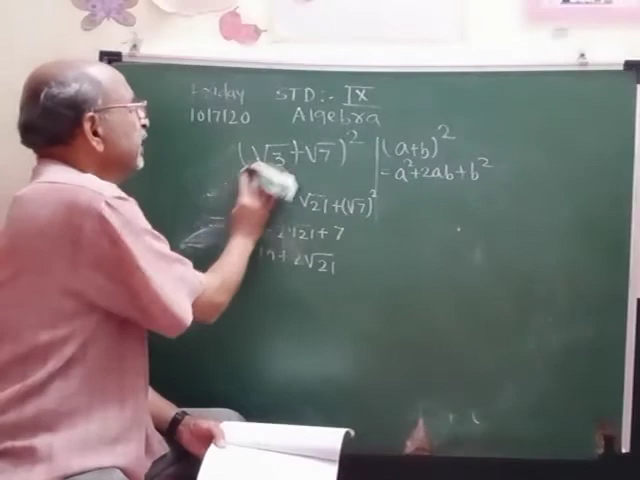 Friday STD:- IX
10/7/20 Algebra
(√3+√7)² (a+b)²
= a²+2ab+b²
√21+(√7)²
2√21+7
+2√21